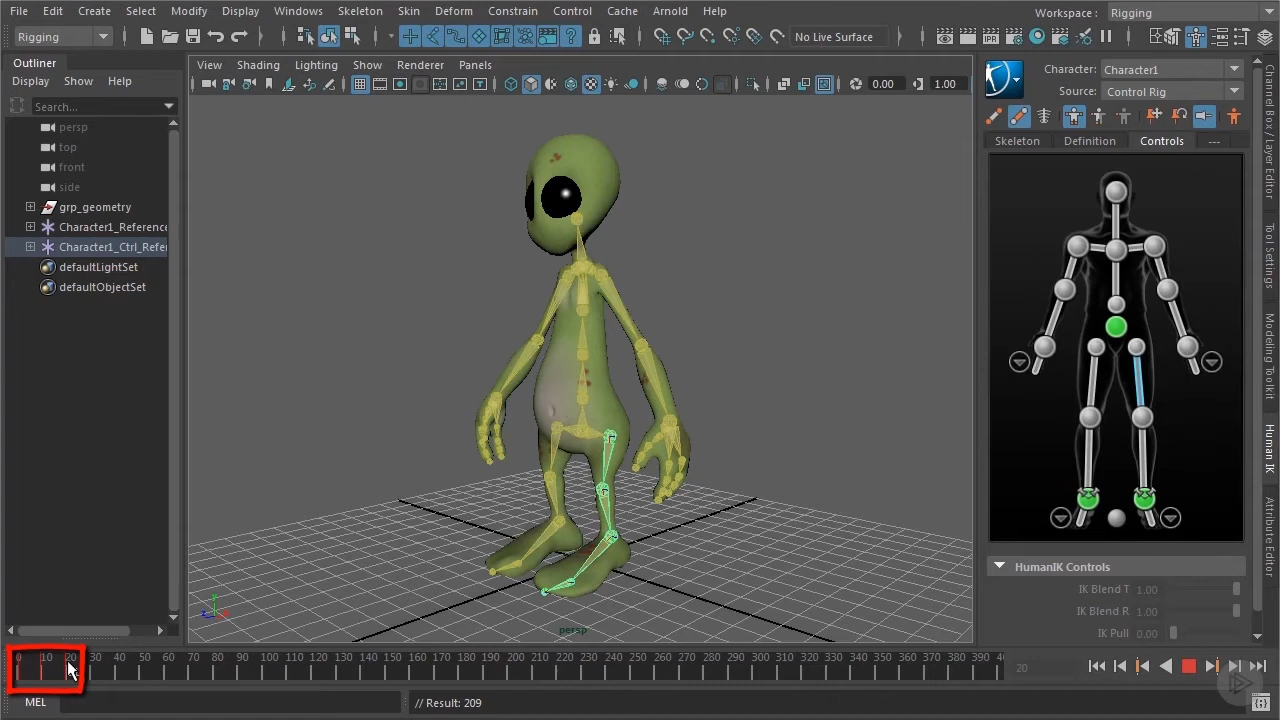 File Edit Create Select Modify Display Windows Skeleton Skin Deform Constrain Control Cache Arnold Help Workspace : Rigging
Rigging No Live Surface
Outliner
Display Show Help
Search...
persp
top
front
side
grp_geometry
Character1_Reference
Character1_Ctrl_Refer
defaultLightSet
defaultObjectSet
View Shading Lighting Show Renderer Panels
0.00 1.00
persp
Character: Character1
Source: Control Rig
Skeleton Definition Controls ---
HumanIK Controls
IK Blend T 1.00
IK Blend R 1.00
IK Pull 0.00
Channel Box / Layer Editor
Tool Settings
Modeling Toolkit
Human IK
Attribute Editor
0 10 20 30 40 50 60 70 80 90 100 110 120 130 140 150 160 170 180 190 200 210 220 230 240 250 260 270 280 290 300 310 320 330 340 350 360 370 380 390 40
20
MEL // Result: 209